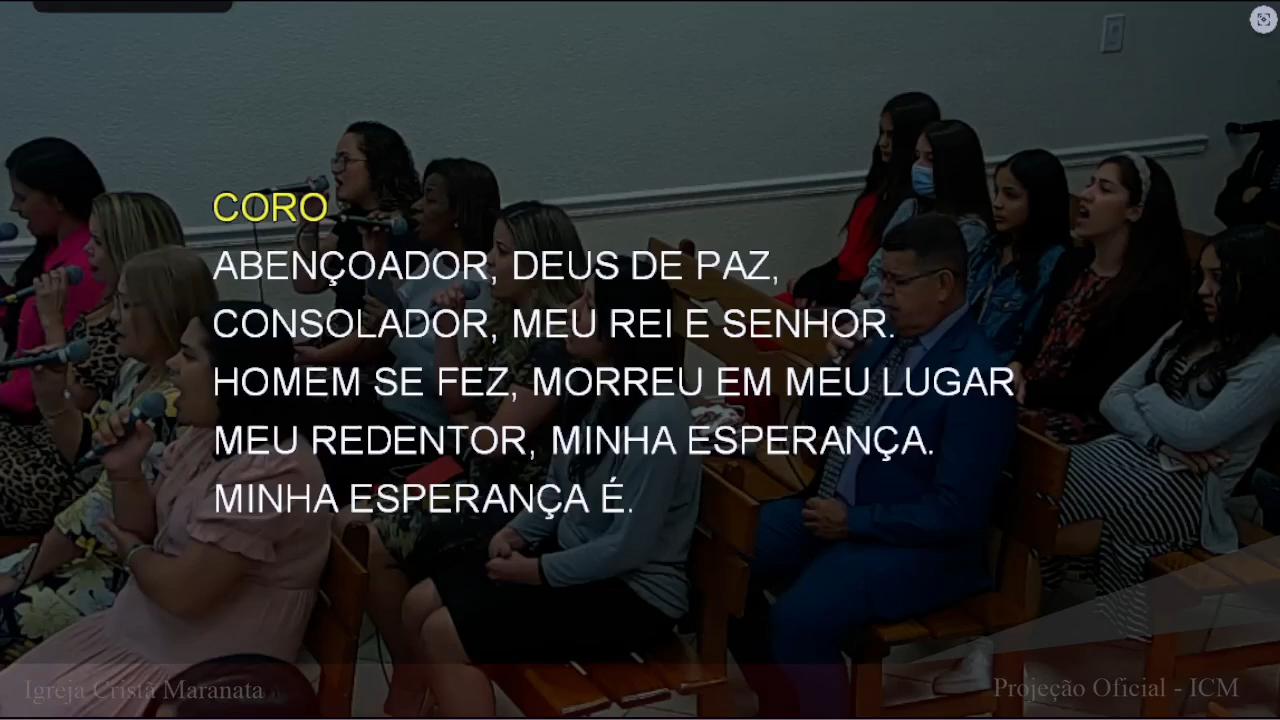 CORO
ABENÇOADOR, DEUS DE PAZ,
CONSOLADOR, MEU REI E SENHOR.
HOMEM SE FEZ, MORREU EM MEU LUGAR
MEU REDENTOR, MINHA ESPERANÇA.
MINHA ESPERANÇA É.
Igreja Cristã Maranata
Projeção Oficial - ICM